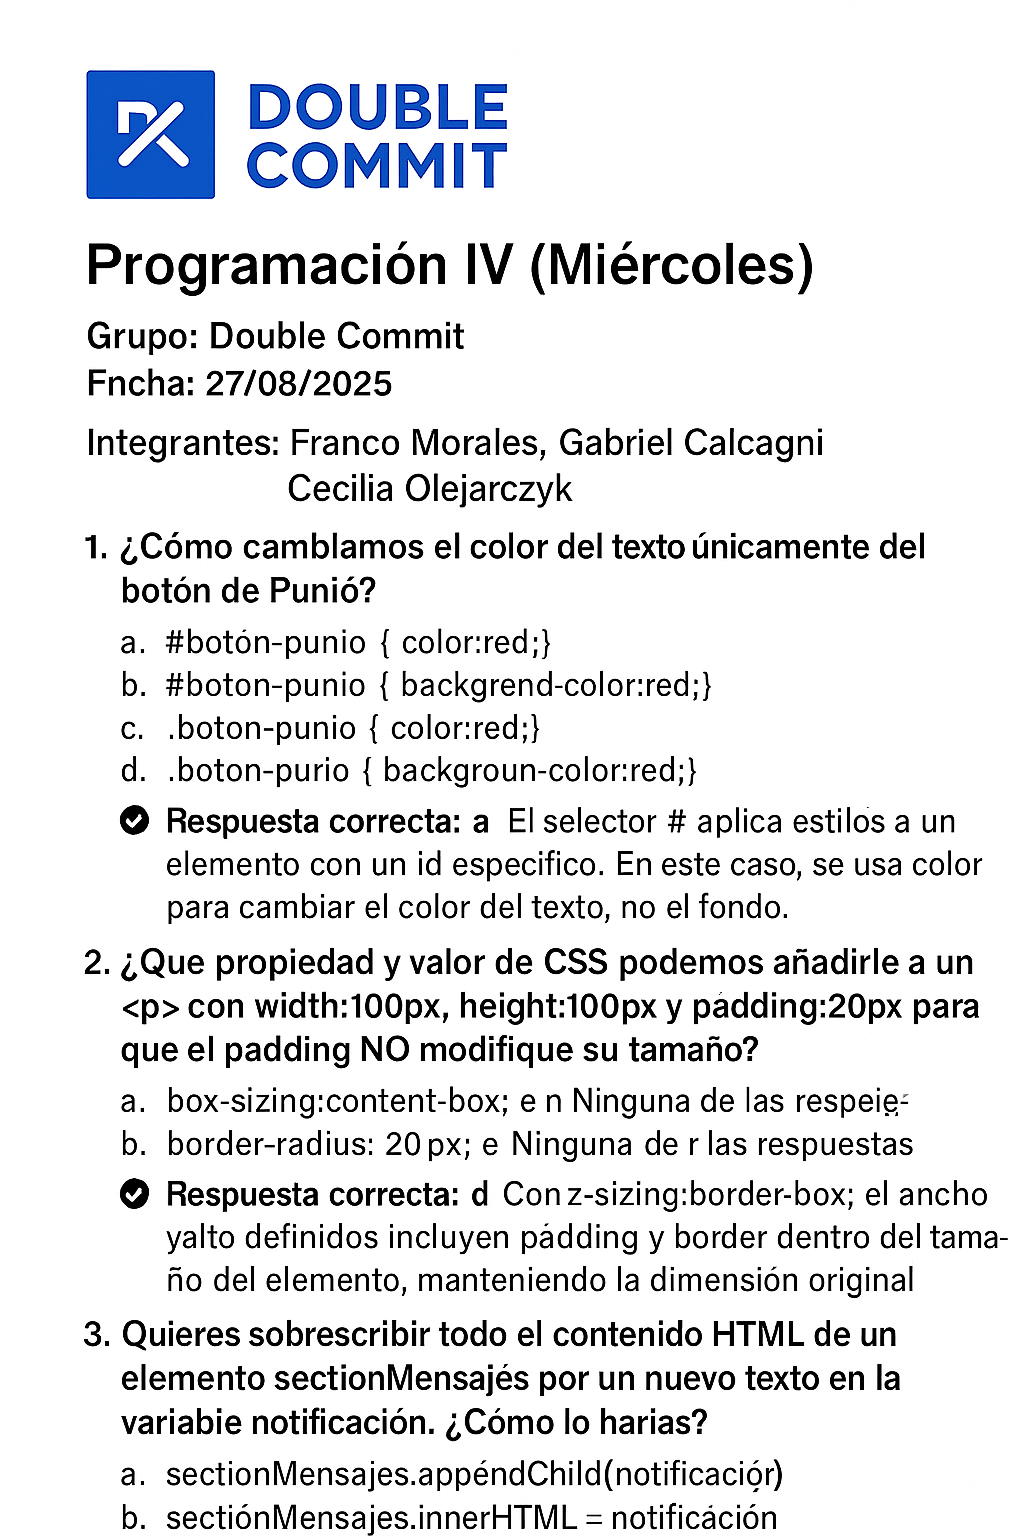 DOUBLE
COMMIT
Programación IV (Miércoles)
Grupo: Double Commit
Fncha: 27/08/2025
Integrantes: Franco Morales, Gabriel Calcagni
Cecilia Olejarczyk
1. ¿Cómo camblamos el color del texto únicamente del
botón de Punió?
a. #botón-punio { color:red;}
b. #boton-punio { backgrend-color:red;}
c. .boton-punio { color:red;}
d. .boton-purio { backgroun-color:red;}
Respuesta correcta: a El selector # aplica estilos a un
elemento con un id especifico. En este caso, se usa color
para cambiar el color del texto, no el fondo.
2. ¿Que propiedad y valor de CSS podemos añadirle a un
<p> con width:100px, height:100px y pádding:20px para
que el padding NO modifique su tamaño?
a. box-sizing:content-box; e n Ninguna de las
b. border-radius: 20 px; e Ninguna de r las respuestas
Respuesta correcta: d Con z-sizing:border-box; el ancho
yalto definidos incluyen pádding y border dentro del tama-
ño del elemento, manteniendo la dimensión original
3. Quieres sobrescribir todo el contenido HTML de un
elemento sectionMensajés por un nuevo texto en la
variabie notificación. ¿Cómo lo harias?
a. sectionMensajes.appéndChild(notificaciór)
b. sectiónMensajes.innerHTML = notificáción